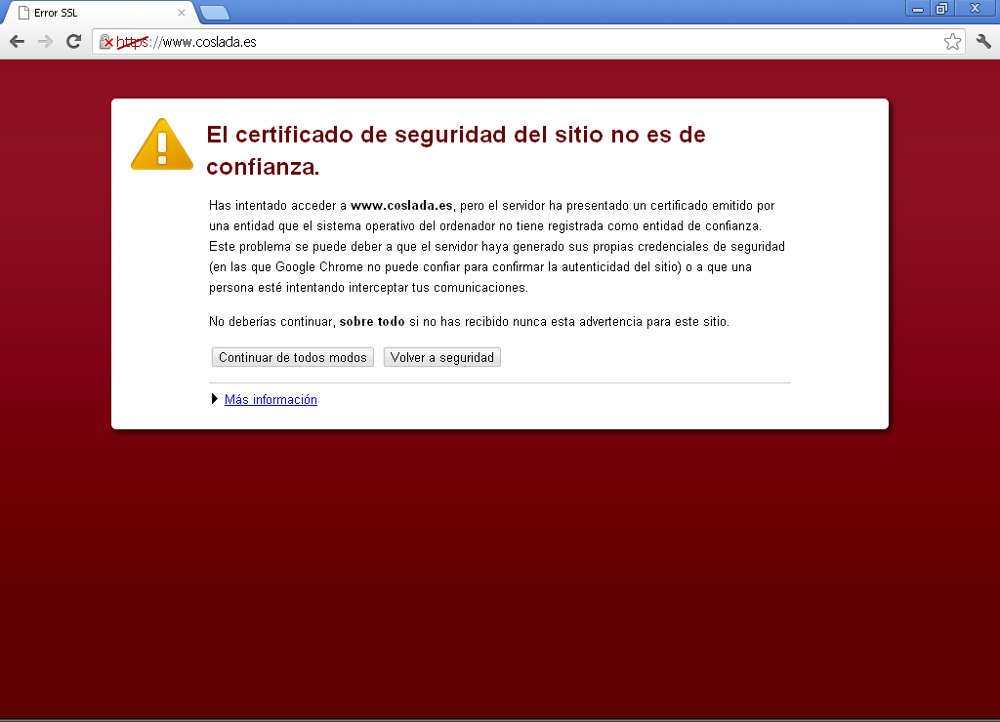 Error SSL
https://www.coslada.es
El certificado de seguridad del sitio no es de
confianza.
Has intentado acceder a www.coslada.es, pero el servidor ha presentado un certificado emitido por
una entidad que el sistema operativo del ordenador no tiene registrada como entidad de confianza.
Este problema se puede deber a que el servidor haya generado sus propias credenciales de seguridad
(en las que Google Chrome no puede confiar para confirmar la autenticidad del sitio) o a que una
persona esté intentando interceptar tus comunicaciones.
No deberías continuar, sobre todo si no has recibido nunca esta advertencia para este sitio.
Continuar de todos modos Volver a seguridad
Más información